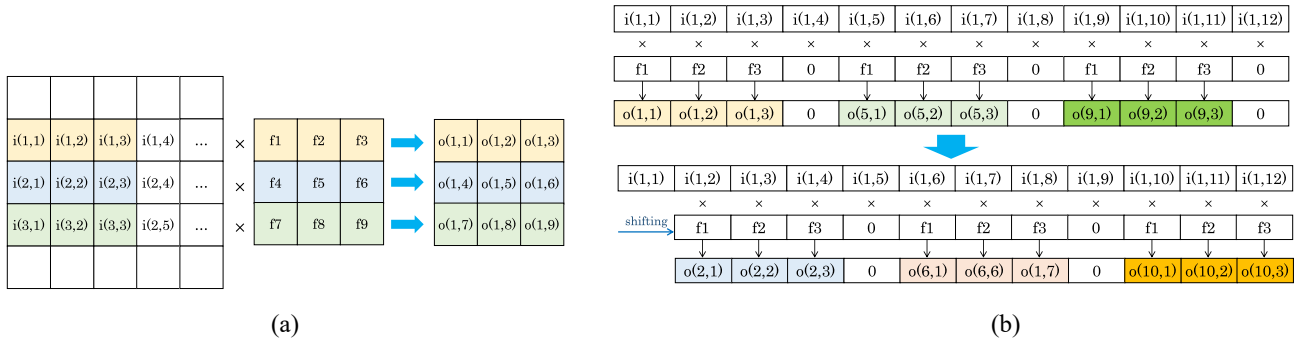 i(1,1) i(1,2) i(1,3) i(1,4) ... × f1 f2 f3 o(1,1) o(1,2) o(1,3)
i(2,1) i(2,2) i(2,3) i(2,4) ... × f4 f5 f6 o(1,4) o(1,5) o(1,6)
i(3,1) i(3,2) i(3,3) i(2,5) ... × f7 f8 f9 o(1,7) o(1,8) o(1,9)
(a)
i(1,1) i(1,2) i(1,3) i(1,4) i(1,5) i(1,6) i(1,7) i(1,8) i(1,9) i(1,10) i(1,11) i(1,12)
× × × × × × × × × × × ×
f1 f2 f3 0 f1 f2 f3 0 f1 f2 f3 0
o(1,1) o(1,2) o(1,3) 0 o(5,1) o(5,2) o(5,3) 0 o(9,1) o(9,2) o(9,3) 0
i(1,1) i(1,2) i(1,3) i(1,4) i(1,5) i(1,6) i(1,7) i(1,8) i(1,9) i(1,10) i(1,11) i(1,12)
× × × × × × × × × × ×
shifting f1 f2 f3 0 f1 f2 f3 0 f1 f2 f3
o(2,1) o(2,2) o(2,3) 0 o(6,1) o(6,6) o(1,7) 0 o(10,1) o(10,2) o(10,3)
(b)